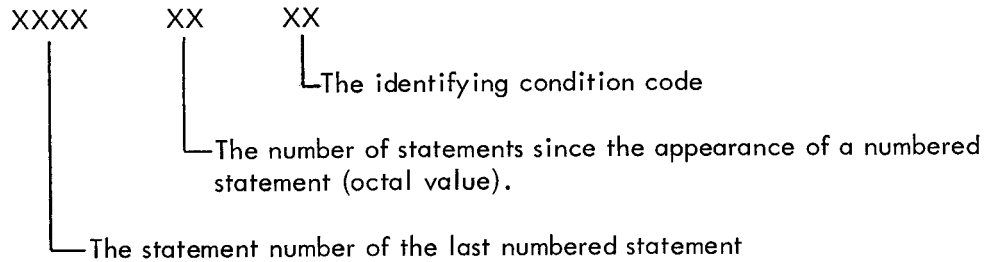 XXXX XX XX
The identifying condition code
The number of statements since the appearance of a numbered
statement (octal value).
The statement number of the last numbered statement